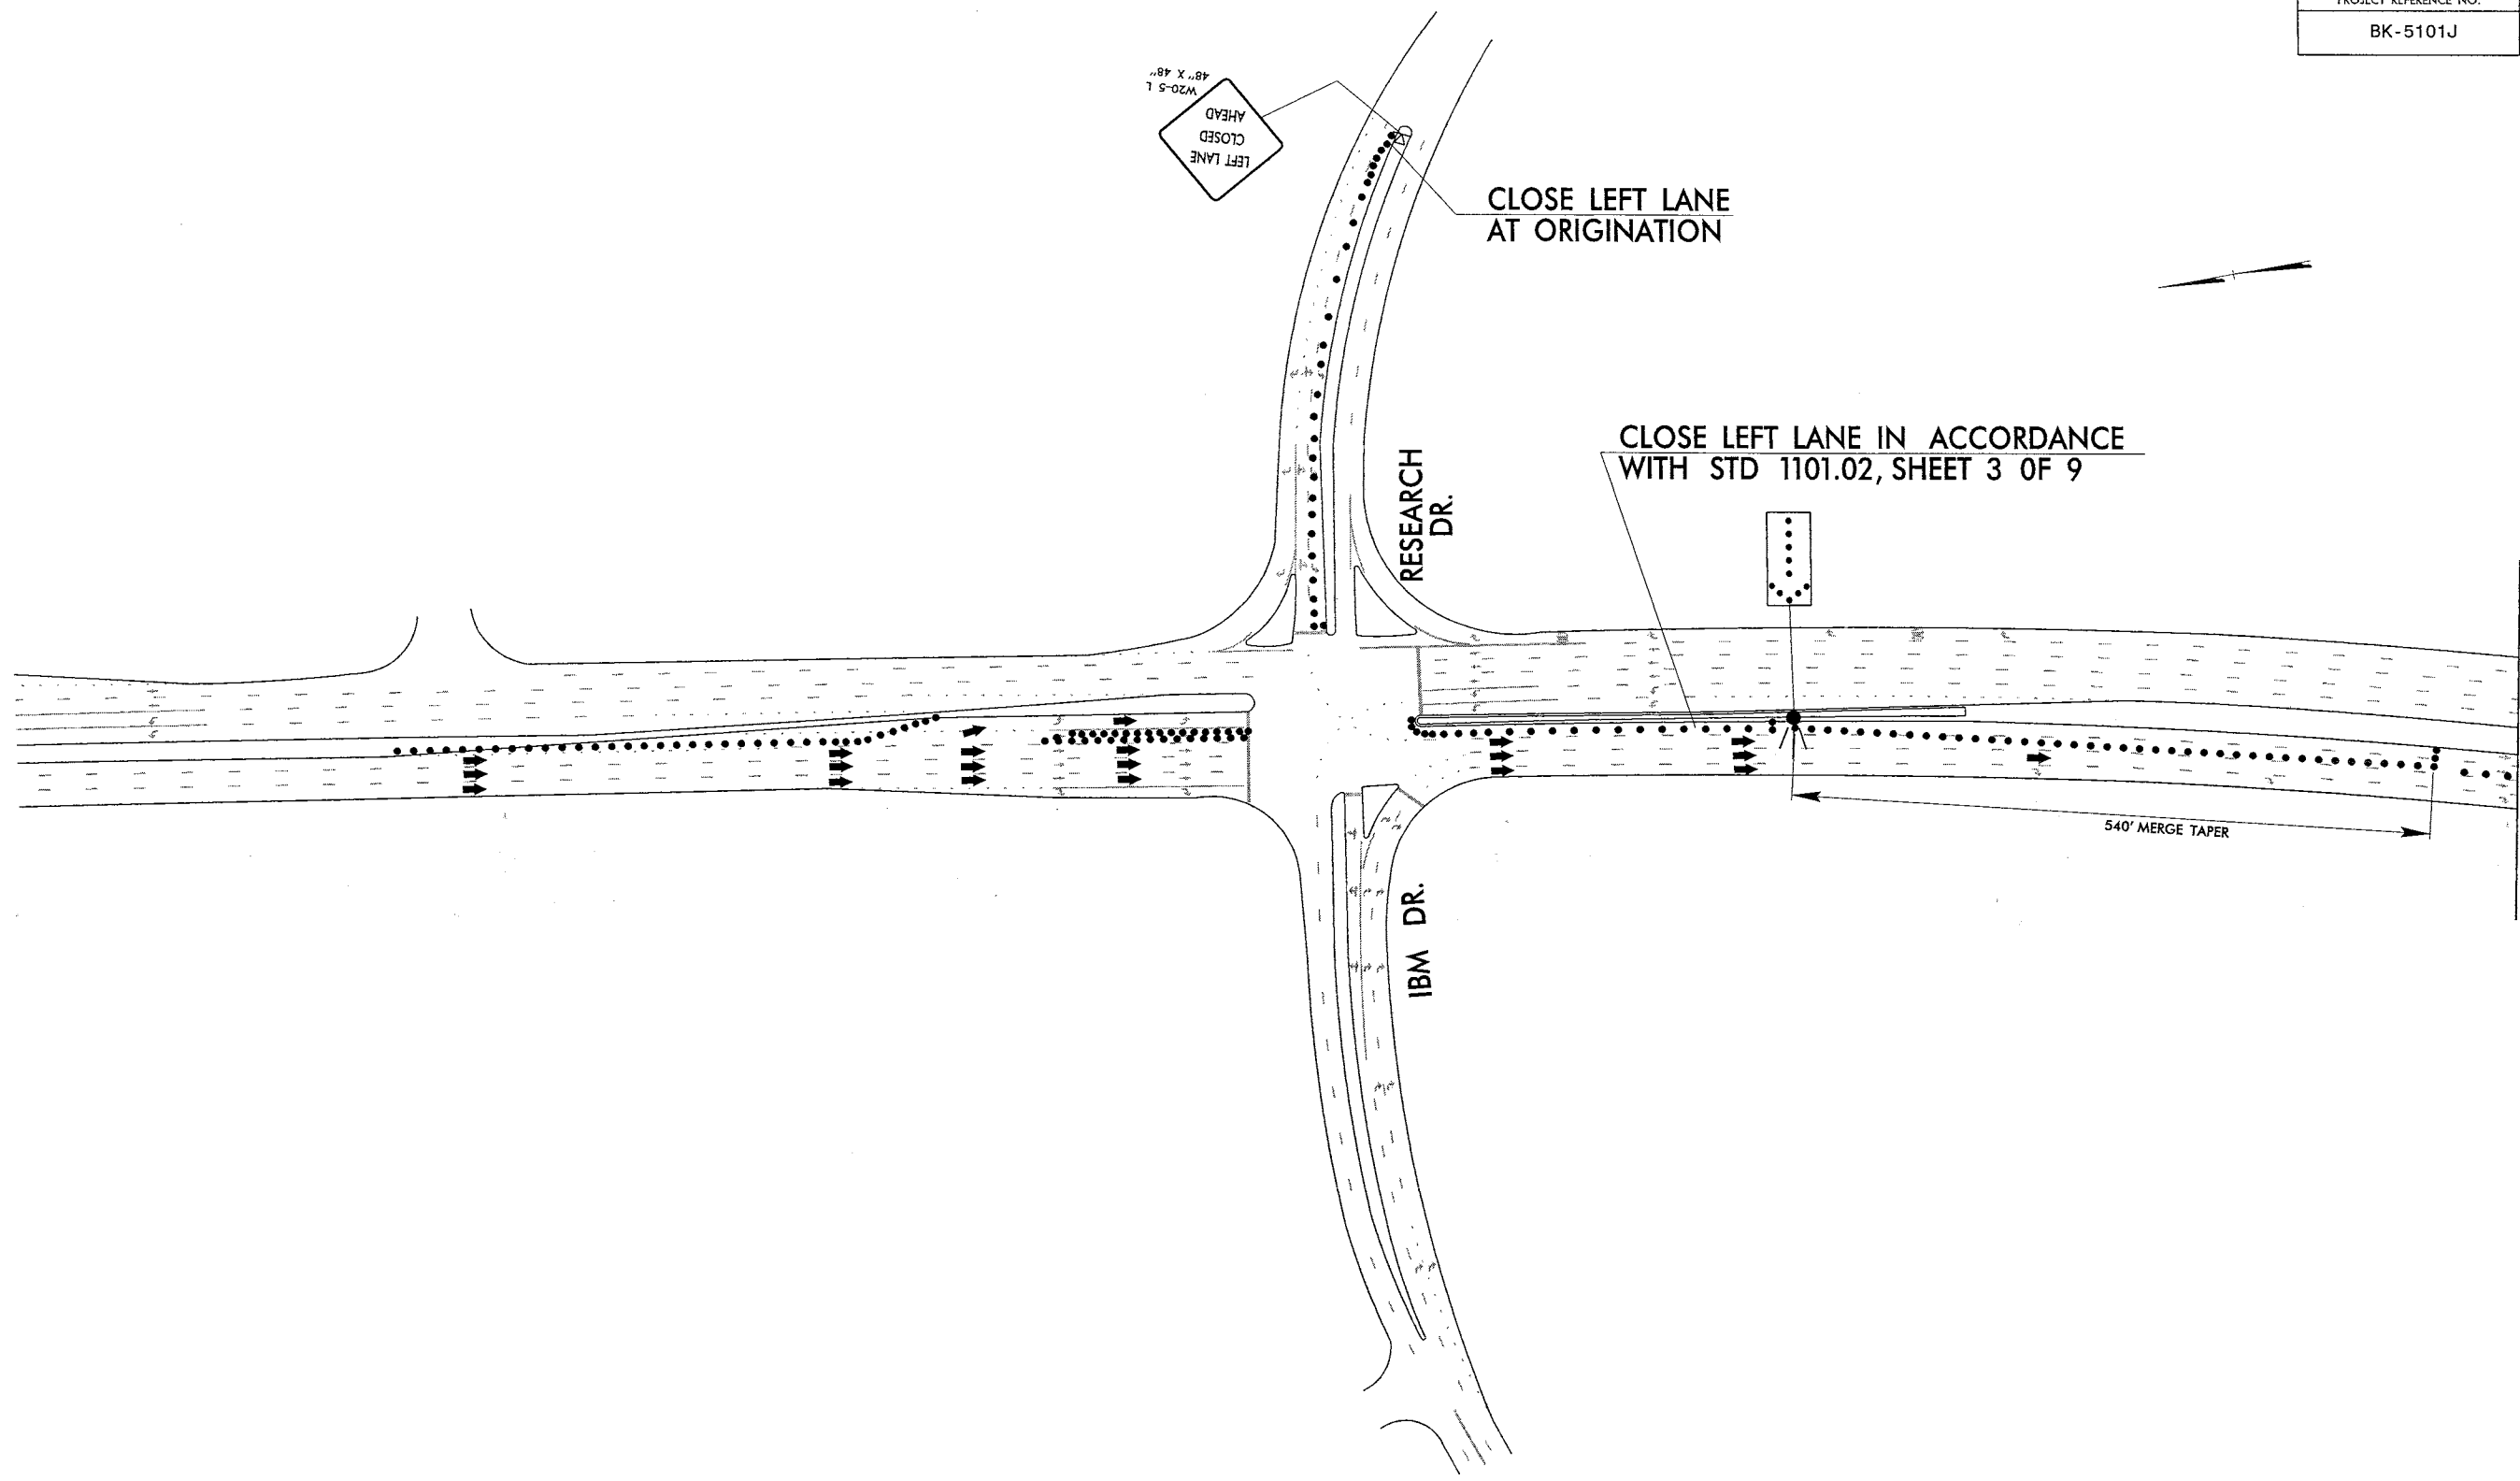 PROJECT REFERENCE NO.
BK-5101J
W20-5 L
48" X 48"
LEFT LANE
CLOSED
AHEAD
CLOSE LEFT LANE
AT ORIGINATION
CLOSE LEFT LANE IN ACCORDANCE
WITH STD 1101.02, SHEET 3 OF 9
RESEARCH
DR.
540' MERGE TAPER
IBM DR.